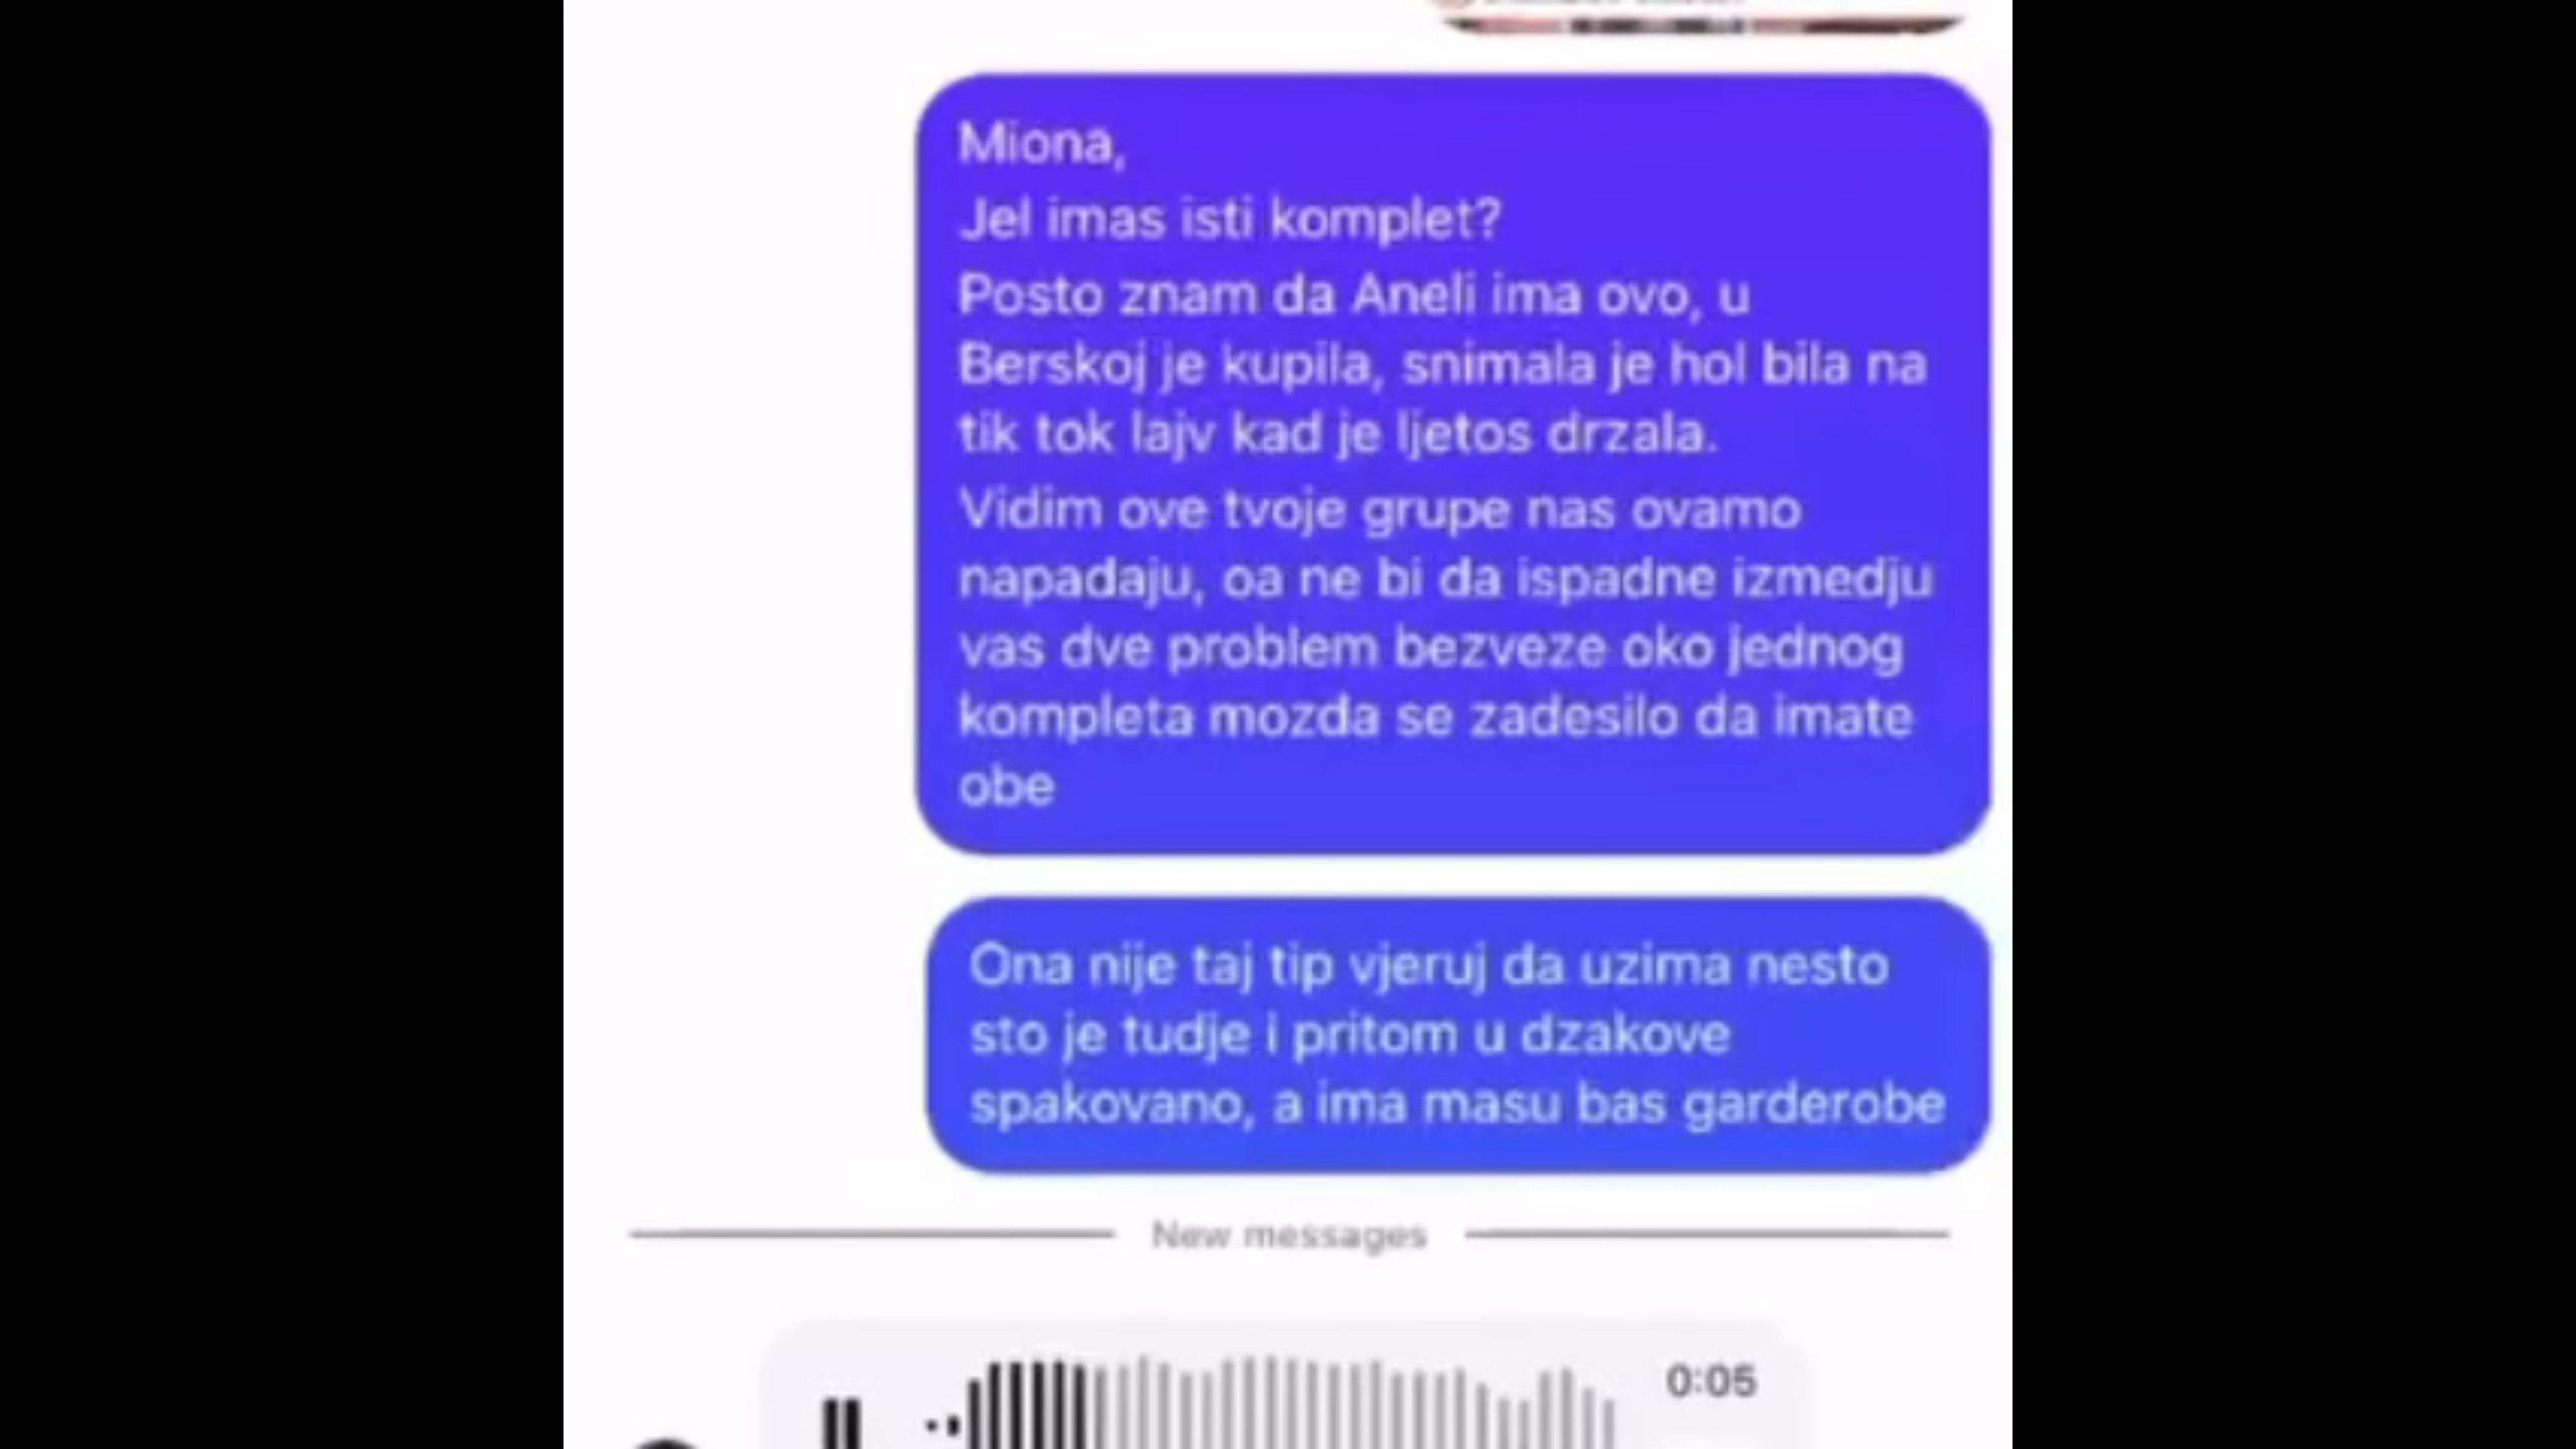 Miona,
Jel imas isti komplet?
Posto znam da Aneli ima ovo, u
Berskoj je kupila, snimala je hol bila na
tik tok lajv kad je ljetos drzala.
Vidim ove tvoje grupe nas ovamo
napadaju, oa ne bi da ispadne izmedju
vas dve problem bezveze oko jednog
kompleta mozda se zadesilo da imate
obe
Ona nije taj tip vjeruj da uzima nesto
sto je tudje i pritom u dzakove
spakovano, a ima masu bas garderobe
New messages
0:05